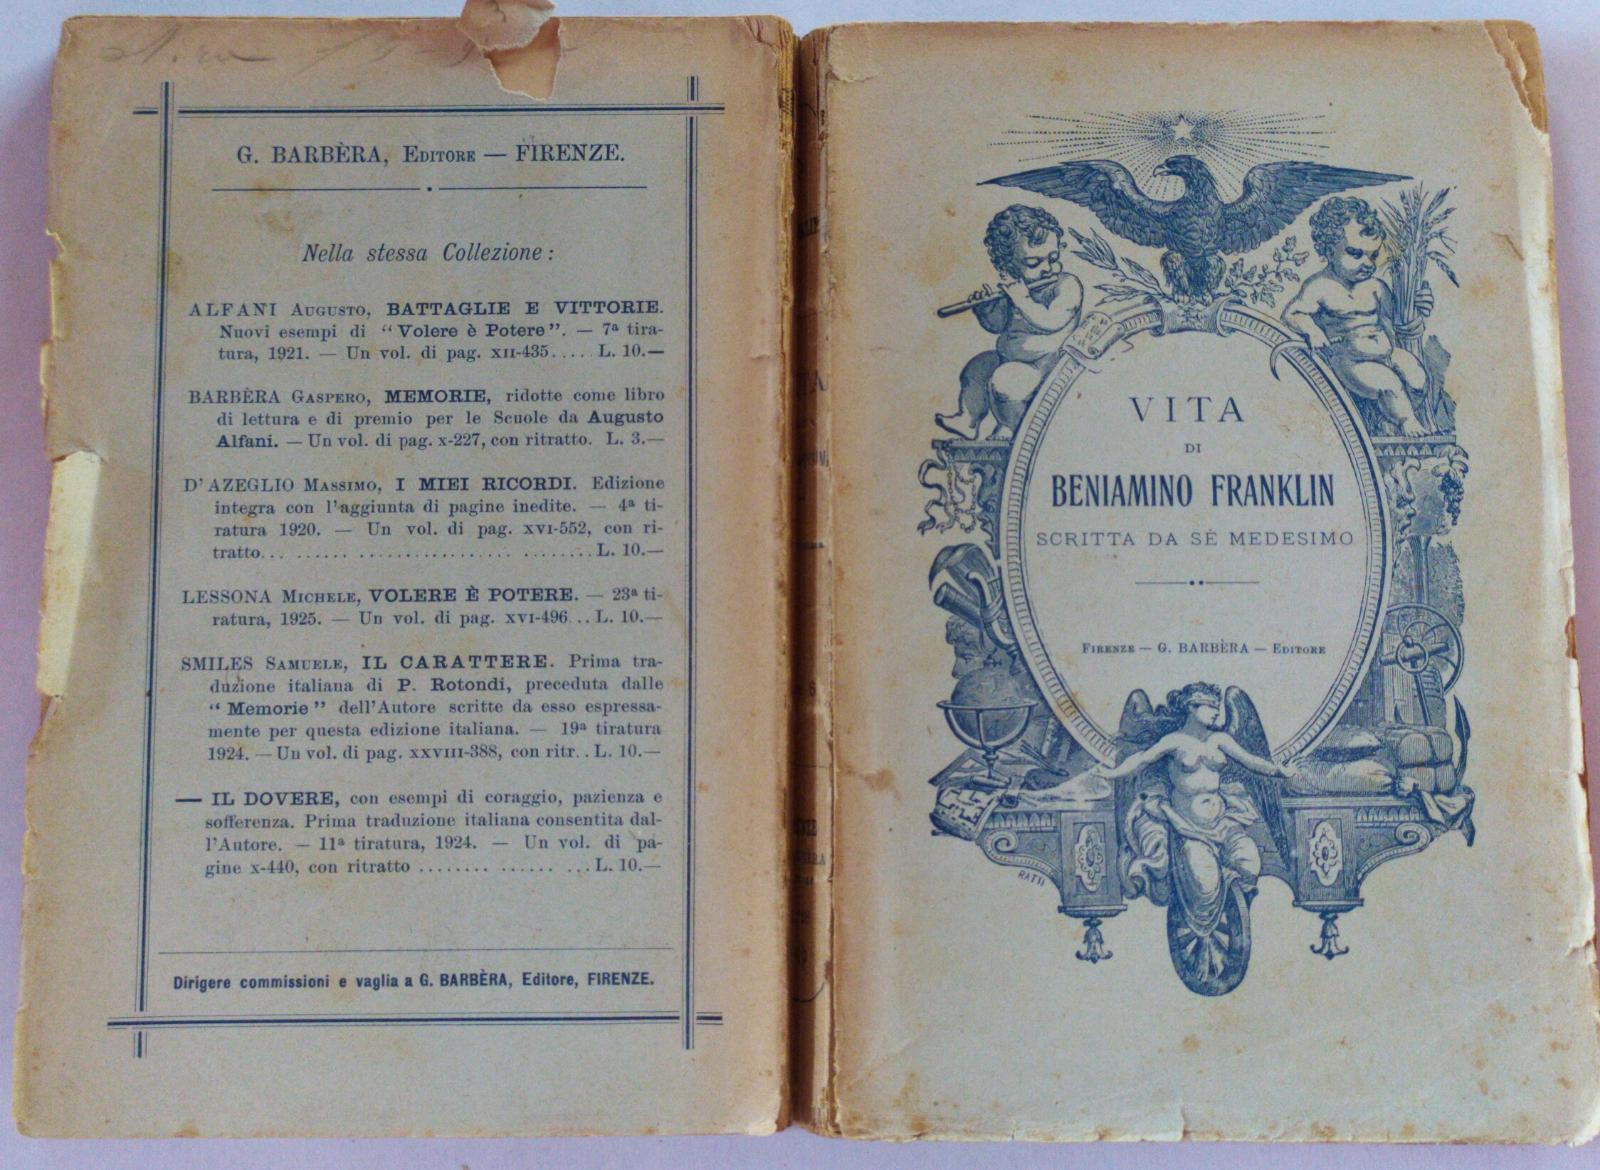 G. BARBÈRA, EDITORE — FIRENZE.
Nella stessa Collezione:
ALFANI AUGUSTO, BATTAGLIE E VITTORIE.
Nuovi esempi di “Volere è Potere”. — 7ª tira-
tura, 1921. — Un vol. di pag. XII-435..... L. 10.—
BARBÈRA GASPERO, MEMORIE, ridotte come libro
di lettura e di premio per le Scuole da Augusto
Alfani. — Un vol. di pag. X-227, con ritratto. L. 3.—
D'AZEGLIO MASSIMO, I MIEI RICORDI. Edizione
integra con l'aggiunta di pagine inedite. — 4ª ti-
ratura 1920. — Un vol. di pag. XVI-552, con ri-
tratto... ............................ L. 10.—
LESSONA MICHELE, VOLERE È POTERE. — 23ª ti-
ratura, 1925. — Un vol. di pag. XVI-496... L. 10.—
SMILES SAMUELE, IL CARATTERE. Prima tra-
duzione italiana di P. Rotondi, preceduta dalle
“Memorie” dell'Autore scritte da esso espressa-
mente per questa edizione italiana. — 19ª tiratura
1924. — Un vol. di pag. XXVIII-388, con ritr.. L. 10.—
— IL DOVERE, con esempi di coraggio, pazienza e
sofferenza. Prima traduzione italiana consentita dal-
l'Autore. — 11ª tiratura, 1924. — Un vol. di pa-
gine X-440, con ritratto ........ ...... ... L. 10.—
Dirigere commissioni e vaglia a G. BARBÈRA, Editore, FIRENZE.
VITA
DI
BENIAMINO FRANKLIN
SCRITTA DA SÈ MEDESIMO
FIRENZE — G. BARBÈRA — EDITORE
RATTI